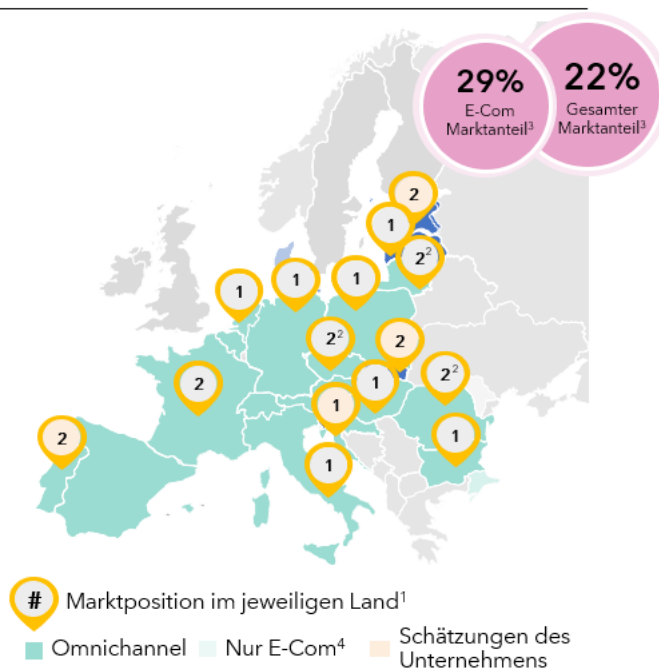 29%
E-Com
Marktanteil³
22%
Gesamter
Marktanteil³
2
1
2²
1
1
1
2²
2
2
1
2²
1
2
1
1
# Marktposition im jeweiligen Land¹
Omnichannel
Nur E-Com⁴
Schätzungen des
Unternehmens